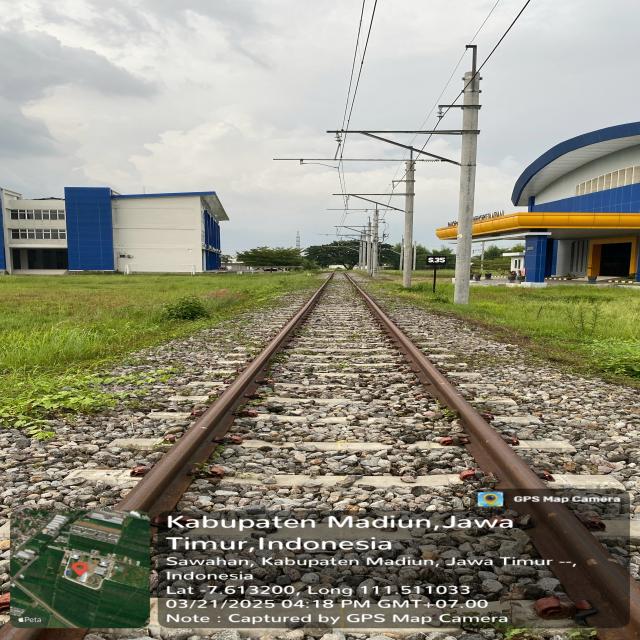 S35
GPS Map Camera
Kabupaten Madiun,Jawa
Timur,Indonesia
Sawahan, Kabupaten Madiun, Jawa Timur --,
Indonesia
Lat -7.613200, Long 111.511033
03/21/2025 04:18 PM GMT+07.00
Note : Captured by GPS Map Camera
Peta